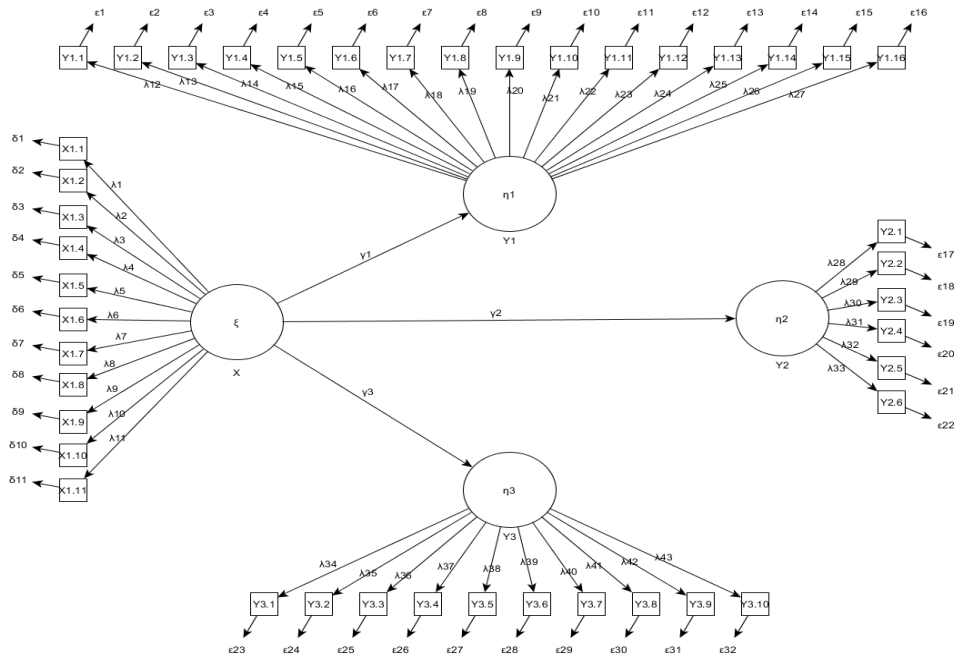 ε1 ε2 ε3 ε4 ε5 ε6 ε7 ε8 ε9 ε10 ε11 ε12 ε13 ε14 ε15 ε16
Y1.1 Y1.2 Y1.3 Y1.4 Y1.5 Y1.6 Y1.7 Y1.8 Y1.9 Y1.10 Y1.11 Y1.12 Y1.13 Y1.14 Y1.15 Y1.16
λ12 λ13 λ14 λ15 λ16 λ17 λ18 λ19 λ20 λ21 λ22 λ23 λ24 λ25 λ26 λ27
η1
Y1
δ1 X1.1 λ1
δ2 X1.2 λ2
δ3 X1.3 λ3
δ4 X1.4 λ4
δ5 X1.5 λ5
δ6 X1.6 λ6
δ7 X1.7 λ7
δ8 X1.8 λ8
δ9 X1.9 λ9
δ10 X1.10 λ10
δ11 X1.11 λ11
ξ
X
γ1
γ2
γ3
η2
Y2
λ28 Y2.1 ε17
λ29 Y2.2 ε18
λ30 Y2.3 ε19
λ31 Y2.4 ε20
λ32 Y2.5 ε21
λ33 Y2.6 ε22
η3
Y3
λ34 λ35 λ36 λ37 λ38 λ39 λ40 λ41 λ42 λ43
Y3.1 Y3.2 Y3.3 Y3.4 Y3.5 Y3.6 Y3.7 Y3.8 Y3.9 Y3.10
ε23 ε24 ε25 ε26 ε27 ε28 ε29 ε30 ε31 ε32